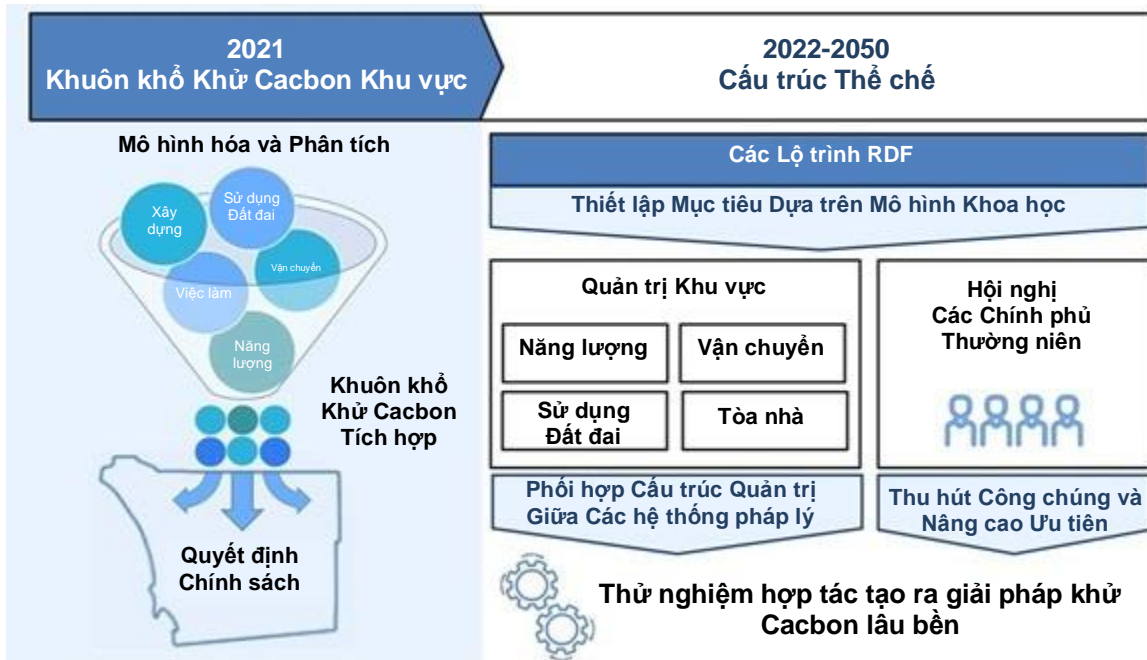 2021
Khuôn khổ Khử Cacbon Khu vực
2022-2050
Cấu trúc Thể chế
Mô hình hóa và Phân tích
Xây
dựng
Sử dụng
Đất đai
Vận chuyển
Việc làm
Năng
lượng
Khuôn khổ
Khử Cacbon
Tích hợp
Quyết định
Chính sách
Các Lộ trình RDF
Thiết lập Mục tiêu Dựa trên Mô hình Khoa học
Quản trị Khu vực
Năng lượng
Vận chuyển
Sử dụng
Đất đai
Tòa nhà
Hội nghị
Các Chính phủ
Thường niên
Phối hợp Cấu trúc Quản trị
Giữa Các hệ thống pháp lý
Thu hút Công chúng và
Nâng cao Ưu tiên
Thử nghiệm hợp tác tạo ra giải pháp khử
Cacbon lâu bền